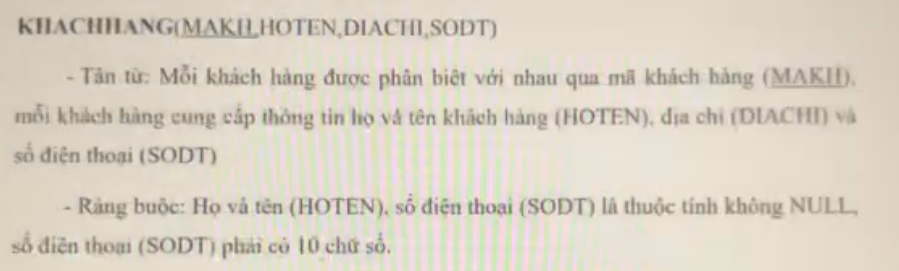 KHACHHANG(MAKH,HOTEN,DIACHI,SODT)
- Tân từ: Mỗi khách hàng được phân biệt với nhau qua mã khách hàng (MAKH),
mỗi khách hàng cung cấp thông tin họ và tên khách hàng (HOTEN), địa chỉ (DIACHI) và
số điện thoại (SODT)
- Ràng buộc: Họ và tên (HOTEN), số điện thoại (SODT) là thuộc tính không NULL,
số điện thoại (SODT) phải có 10 chữ số.